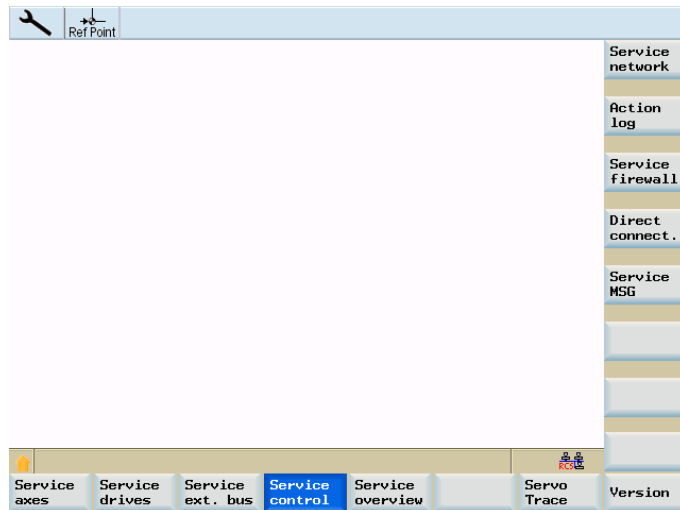 Ref Point
Service
network
Action
log
Service
firewall
Direct
connect.
Service
MSG
RCS
Service
axes
Service
drives
Service
ext. bus
Service
control
Service
overview
Servo
Trace
Version